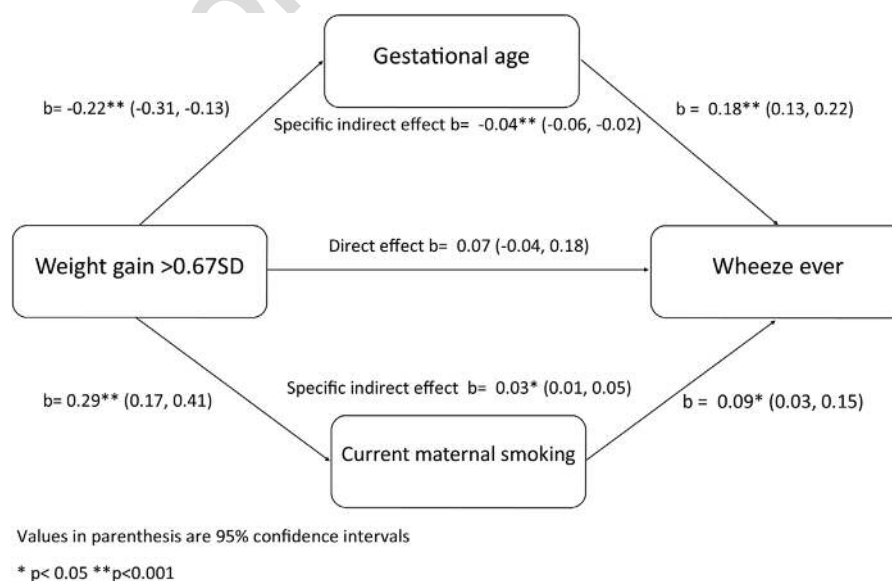 Gestational age
b= -0.22** (-0.31, -0.13)
b = 0.18** (0.13, 0.22)
Specific indirect effect b= -0.04** (-0.06, -0.02)
Direct effect b= 0.07 (-0.04, 0.18)
Weight gain >0.67SD
Wheeze ever
Specific indirect effect b= 0.03* (0.01, 0.05)
b= 0.29** (0.17, 0.41)
b = 0.09* (0.03, 0.15)
Current maternal smoking
Values in parenthesis are 95% confidence intervals
* p< 0.05 **p<0.001